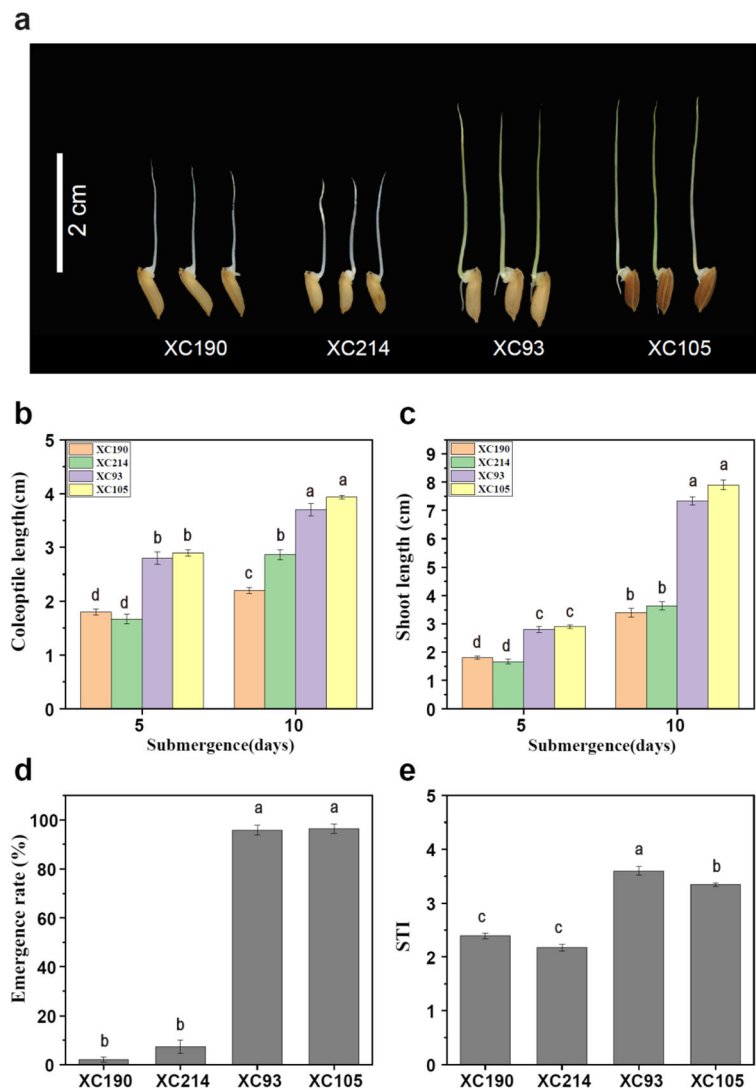 a
2 cm
XC190 XC214 XC93 XC105
b
Coleoptile length(cm)
5
4
3
2
1
0
XC190
XC214
XC93
XC105
d d b b
c b a a
5 10
Submergence(days)
c
Shoot length (cm)
9
8
7
6
5
4
3
2
1
0
XC190
XC214
XC93
XC105
d d c c
b b a a
5 10
Submergence(days)
d
Emergence rate (%)
100
80
60
40
20
0
b b a a
XC190 XC214 XC93 XC105
e
STI
5
4
3
2
1
0
c c a b
XC190 XC214 XC93 XC105